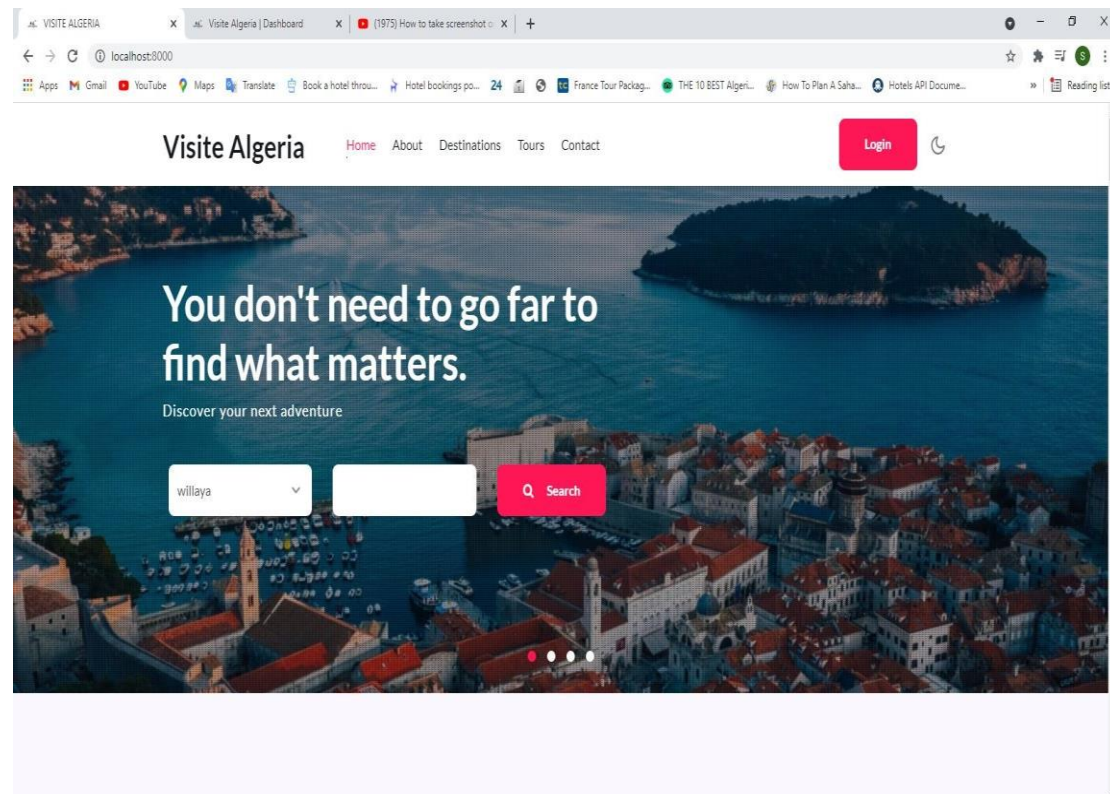 VISITE ALGERIA
Visite Algeria | Dashboard
(1975) How to take screenshot o
localhost:8000
S
Apps
Gmail
YouTube
Maps
Translate
Book a hotel throu...
Hotel bookings po...
24
tc
France Tour Packag...
THE 10 BEST Algeri...
How To Plan A Saha...
Hotels API Docume...
»
Reading list
Visite Algeria
Home
About
Destinations
Tours
Contact
Login
You don't need to go far to
find what matters.
Discover your next adventure
willaya
Search